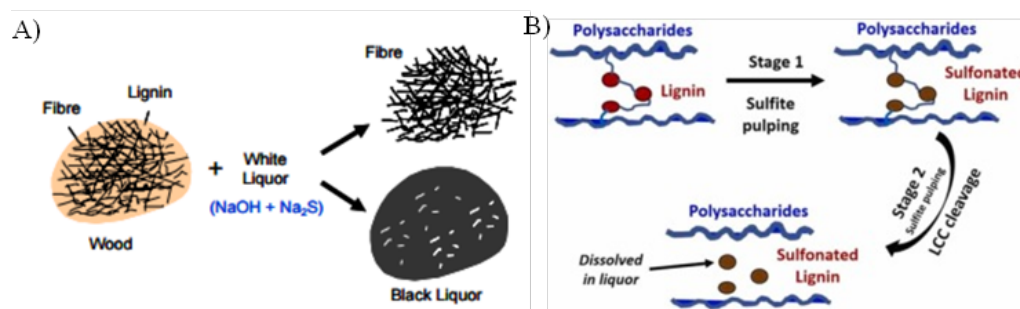 A)
Fibre
Lignin
Fibre
+
White
Liquor
(NaOH + Na₂S)
Wood
Black Liquor
B)
Polysaccharides
Lignin
Stage 1
Sulfite
pulping
Polysaccharides
Sulfonated
Lignin
Stage 2
Sulfite pulping
LCC cleavage
Polysaccharids
Dissolved
in liquor
Sulfonated
Lignin